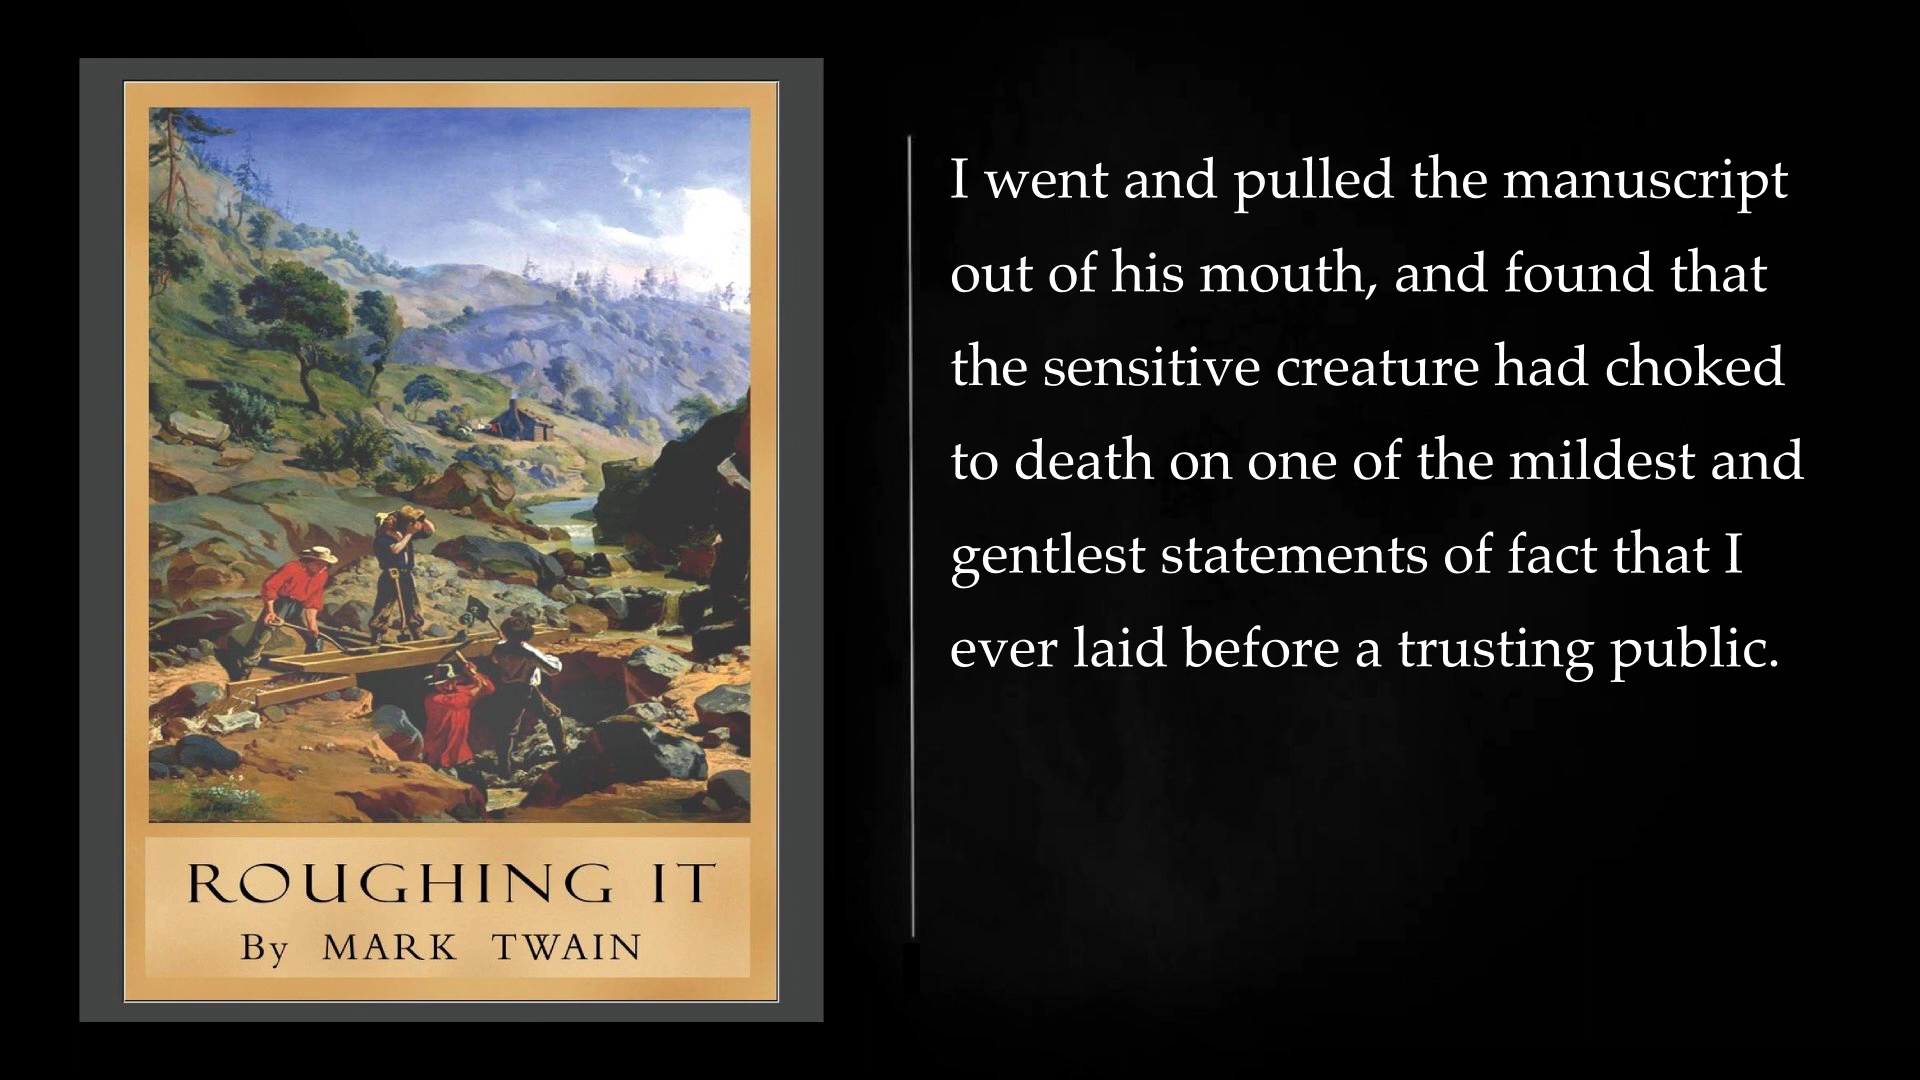 ROUGHING IT
By MARK TWAIN
I went and pulled the manuscript
out of his mouth, and found that
the sensitive creature had choked
to death on one of the mildest and
gentlest statements of fact that I
ever laid before a trusting public.